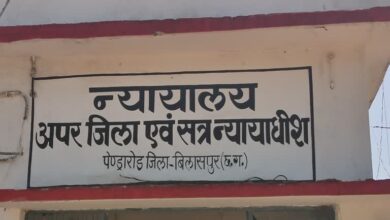 न्यायालय
अपर जिला एवं सत्र न्यायाधीश
पेण्ड्रारोड जिला-बिलासपुर (छ.ग.)